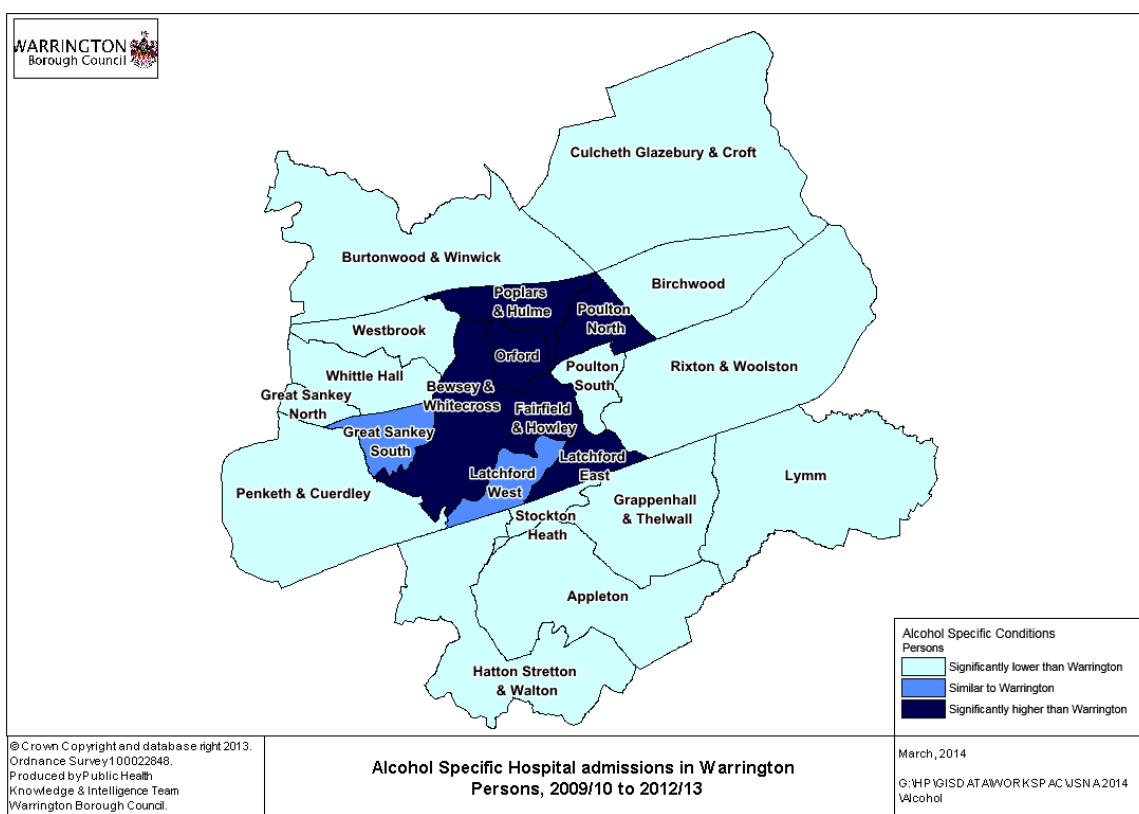 WARRINGTON
Borough Council
Culcheth Glazebury & Croft
Burtonwood & Winwick
Birchwood
Poplars
& Hulme
Poulton
North
Westbrook
Orford
Poulton
South
Rixton & Woolston
Whittle Hall
Bewsey &
Whitecross
Great Sankey
North
Fairfield
& Howley
Great Sankey
South
Latchford
East
Latchford
West
Lymm
Penketh & Cuerdley
Grappenhall
& Thelwall
Stockton
Heath
Appleton
Hatton Stretton
& Walton
Alcohol Specific Conditions
Persons
Significantly lower than Warrington
Similar to Warrington
Significantly higher than Warrington
© Crown Copyright and database right 2013.
Ordnance Survey100022848.
Produced by Public Health
Knowledge & Intelligence Team
Warrington Borough Council.
Alcohol Specific Hospital admissions in Warrington
Persons, 2009/10 to 2012/13
March, 2014
G:\HP\GISDATA\WORKSPAC\JSNA2014
\Alcohol